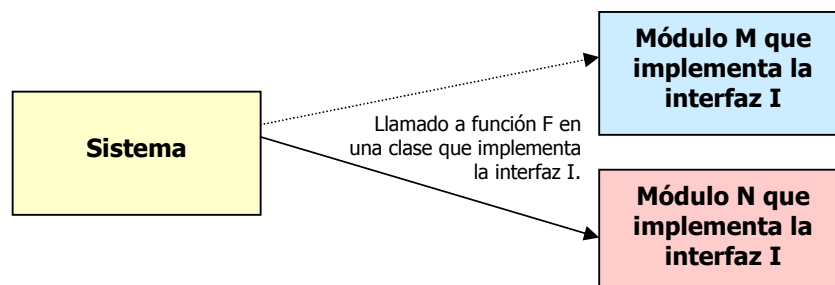 Sistema
Llamado a función F en
una clase que implementa
la interfaz I.
Módulo M que
implementa la
interfaz I
Módulo N que
implementa la
interfaz I